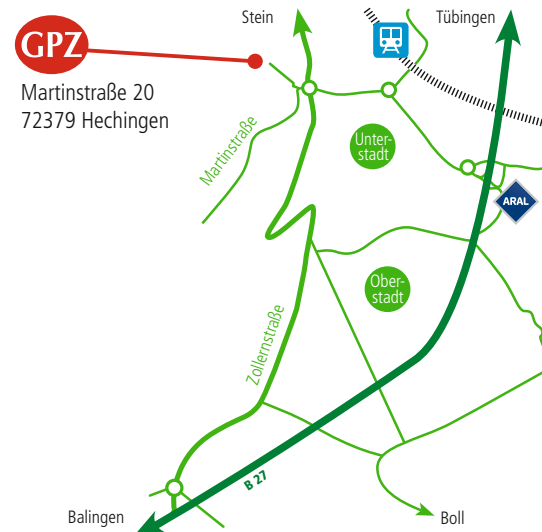 Stein
Tübingen
GPZ
Martinstraße 20
72379 Hechingen
Martinstraße
Unter-
stadt
ARAL
Ober-
stadt
Zollernstraße
B 27
Balingen
Boll